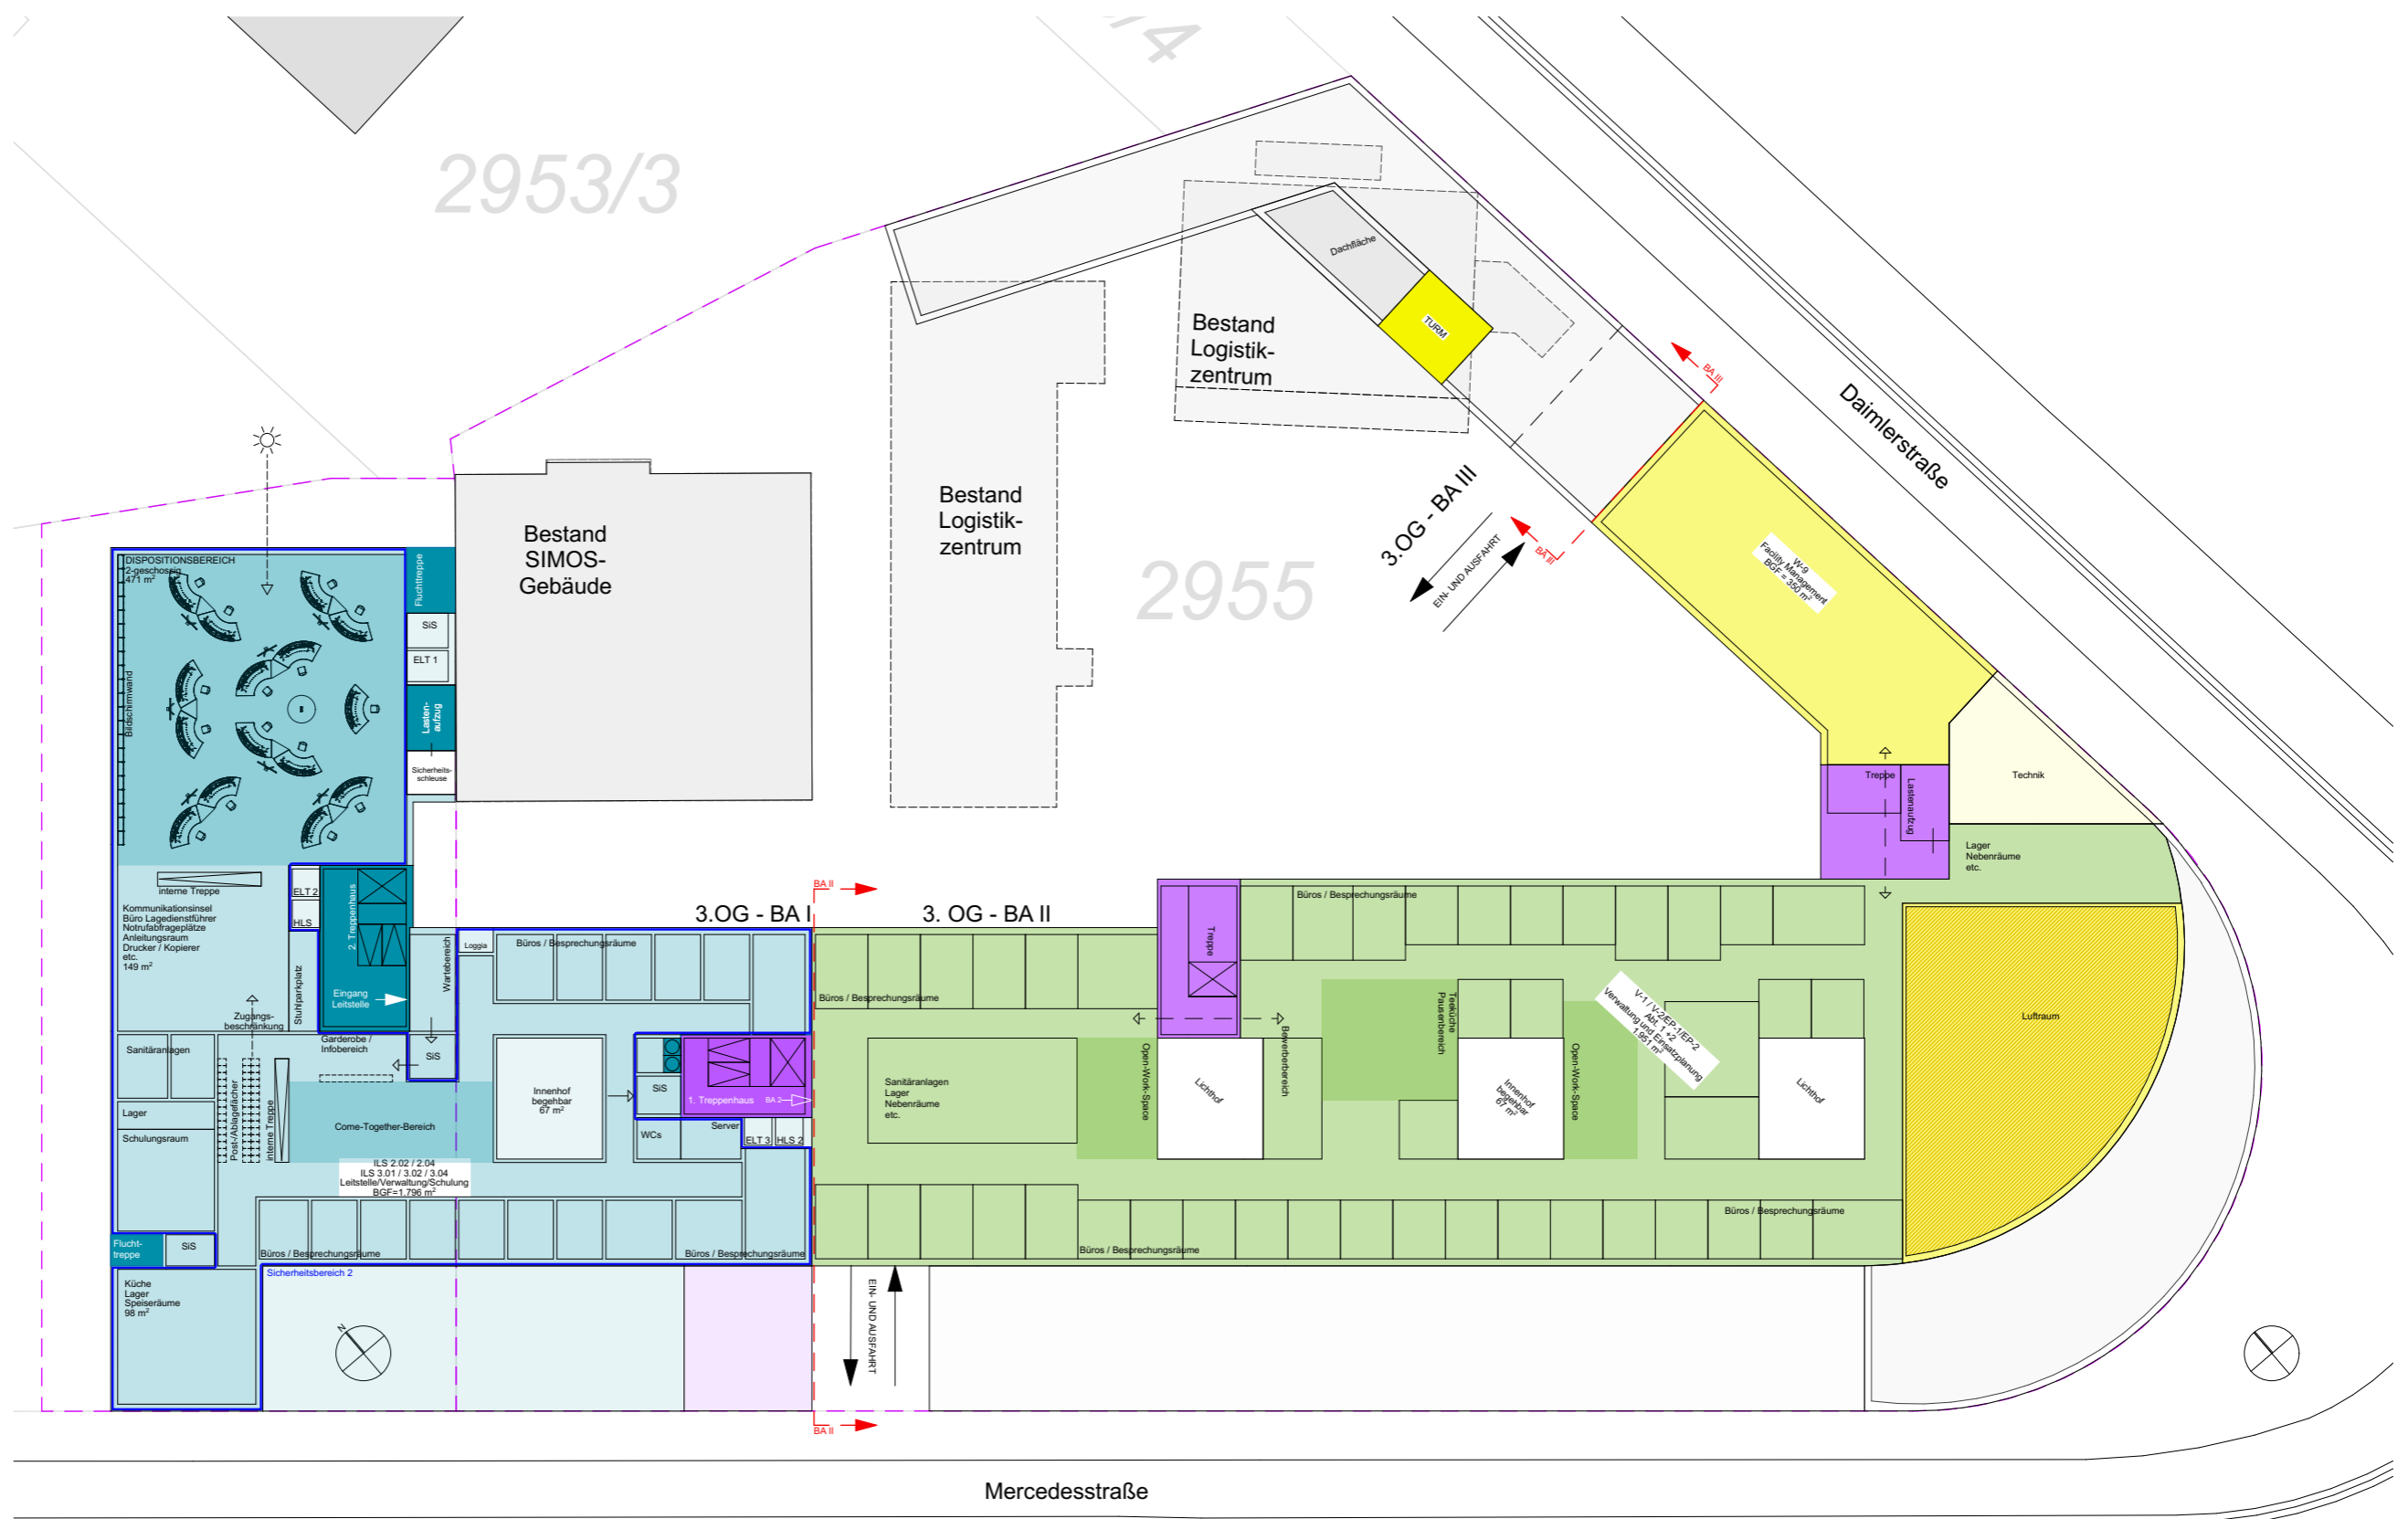 /4
2953/3
Dachfläche
TURM
Bestand
Logistik-
zentrum
BA III
Daimlerstraße
3.OG - BA III
BA III
EIN- UND AUSFAHRT
W-9
Facility Management
BGF = 350 m²
Bestand
Logistik-
zentrum
2955
Bestand
SIMOS-
Gebäude
DISPOSITIONSBEREICH
2-geschossig
471 m²
Bildschirmwand
Fluchttreppe
SiS
ELT 1
Lasten-
aufzug
Sicherheits-
schleuse
Treppe
Lastenaufzug
Technik
Lager
Nebenräume
etc.
interne Treppe
Kommunikationsinsel
Büro Lagedienstführer
Notrufabfrageplätze
Anleitungsraum
Drucker / Kopierer
etc.
149 m²
ELT 2
HLS
2. Treppenhaus
Eingang
Leitstelle
Stuhlparkplatz
Wartebereich
Loggia
Büros / Besprechungsräume
3.OG - BA I
BA II
3. OG - BA II
Büros / Besprechungsräume
Treppe
Büros / Besprechungsräume
Zugangs-
beschränkung
Garderobe /
Infobereich
SiS
Sanitäranlagen
Lager
Schulungsraum
Post-/Ablagefächer
interne Treppe
Come-Together-Bereich
Innenhof
begehbar
67 m²
SiS
1. Treppenhaus
BA 2
WCs
Server
ELT 3
HLS 2
ILS 2.02 / 2.04
ILS 3.01 / 3.02 / 3.04
Leitstelle/Verwaltung/Schulung
BGF=1.796 m²
Sanitäranlagen
Lager
Nebenräume
etc.
Open-Work-Space
Lichthof
Bewerberbereich
Teeküche
Pausenbereich
Innenhof
begehbar
67 m²
Open-Work-Space
V-1 / V-2/EP-1/EP-2
Abt. 1 +2
Verwaltung und Einsatzplanung
1.951 m²
Lichthof
Luftraum
Flucht-
treppe
SiS
Büros / Besprechungsräume
Büros / Besprechungsräume
Büros / Besprechungsräume
Büros / Besprechungsräume
Sicherheitsbereich 2
Küche
Lager
Speiseräume
98 m²
N
EIN- UND AUSFAHRT
BA II
Mercedesstraße